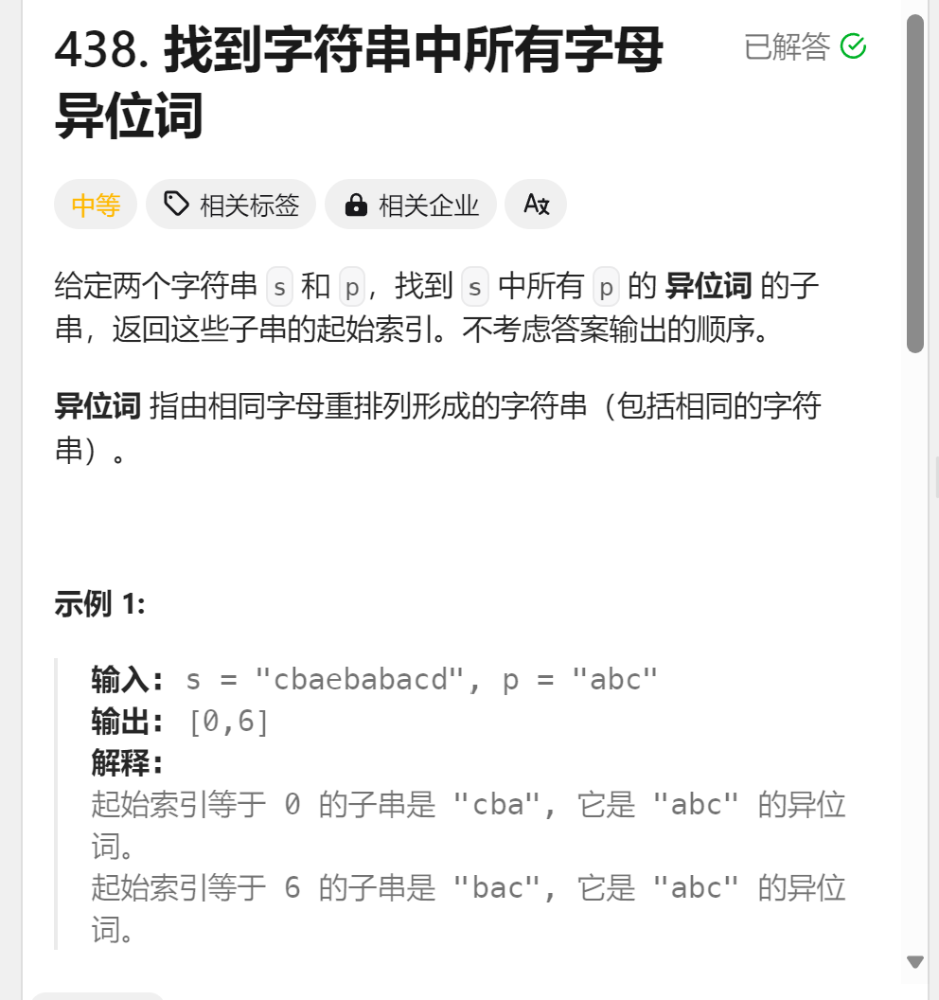 438. 找到字符串中所有字母
异位词
已解答
中等 相关标签 相关企业
给定两个字符串 s 和 p，找到 s 中所有 p 的 异位词 的子
串，返回这些子串的起始索引。不考虑答案输出的顺序。
异位词 指由相同字母重排列形成的字符串（包括相同的字符
串）。
示例 1:
输入: s = "cbaebabacd", p = "abc"
输出: [0,6]
解释:
起始索引等于 0 的子串是 "cba", 它是 "abc" 的异位
词。
起始索引等于 6 的子串是 "bac", 它是 "abc" 的异位
词。